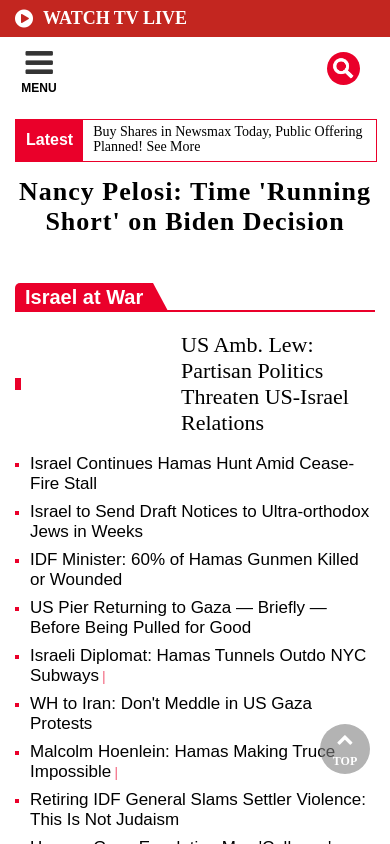 WATCH TV LIVE
MENU
Latest
Buy Shares in Newsmax Today, Public Offering
Planned! See More
Nancy Pelosi: Time 'Running
Short' on Biden Decision
Israel at War
US Amb. Lew:
Partisan Politics
Threaten US-Israel
Relations
Israel Continues Hamas Hunt Amid Cease-
Fire Stall
Israel to Send Draft Notices to Ultra-orthodox
Jews in Weeks
IDF Minister: 60% of Hamas Gunmen Killed
or Wounded
US Pier Returning to Gaza — Briefly —
Before Being Pulled for Good
Israeli Diplomat: Hamas Tunnels Outdo NYC
Subways |
WH to Iran: Don't Meddle in US Gaza
Protests
Malcolm Hoenlein: Hamas Making Truce
Impossible |
TOP
Retiring IDF General Slams Settler Violence:
This Is Not Judaism